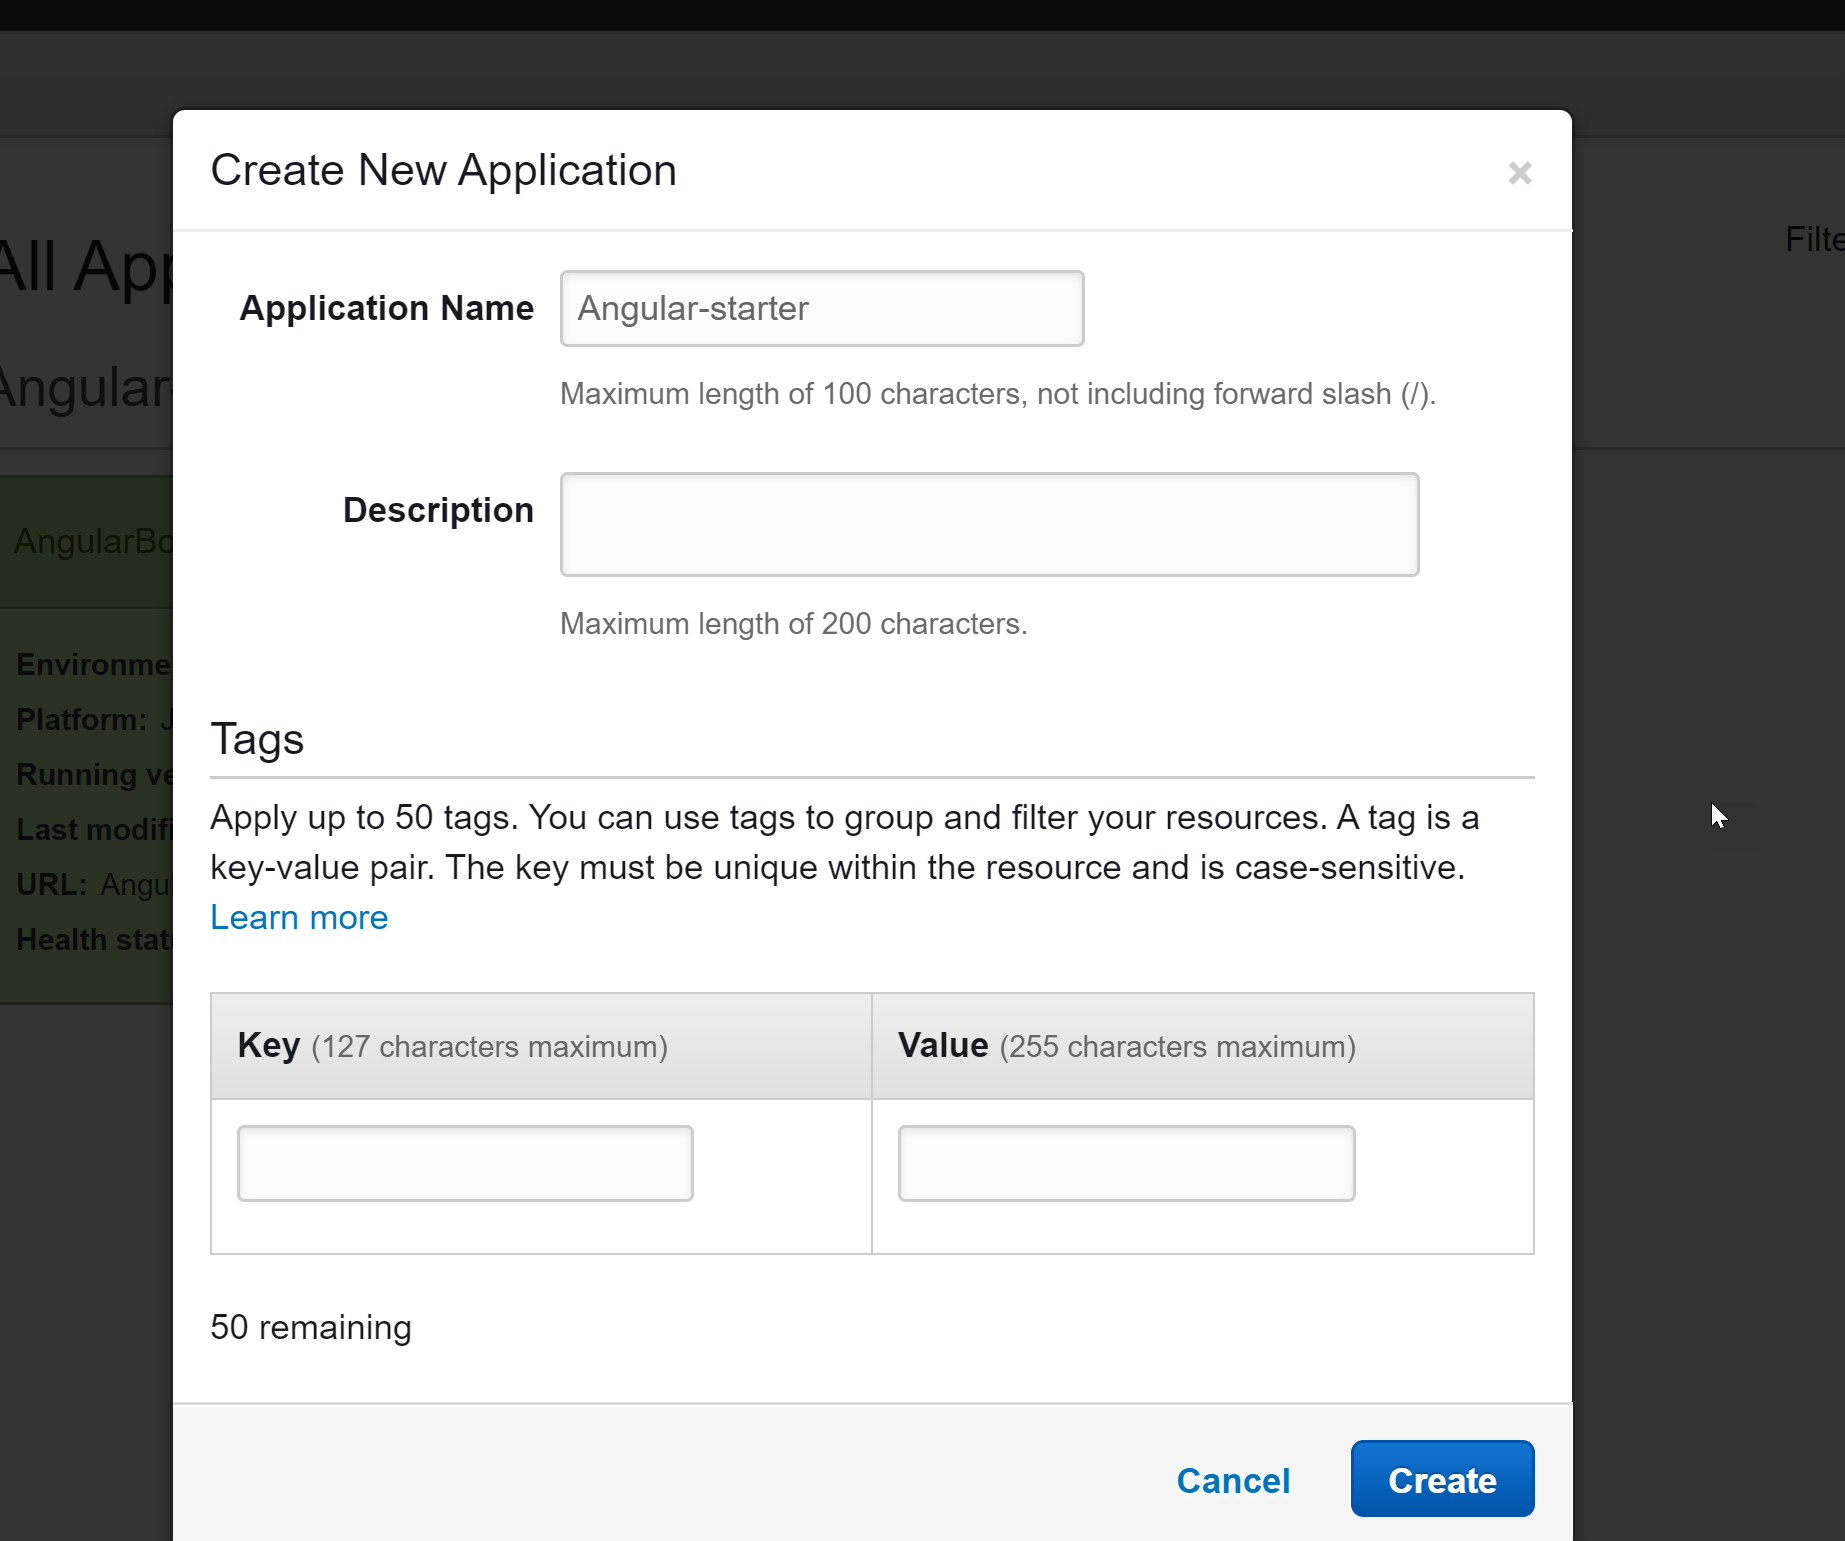 Create New Application
All App
Filte
Application Name Angular-starter
Angular-
Maximum length of 100 characters, not including forward slash (/).
Description
AngularBo
Maximum length of 200 characters.
Environme
Platform: J
Tags
Running ve
Apply up to 50 tags. You can use tags to group and filter your resources. A tag is a
Last modifi
key-value pair. The key must be unique within the resource and is case-sensitive.
URL: Angu
Learn more
Health stat
Key (127 characters maximum) Value (255 characters maximum)
50 remaining
Cancel Create